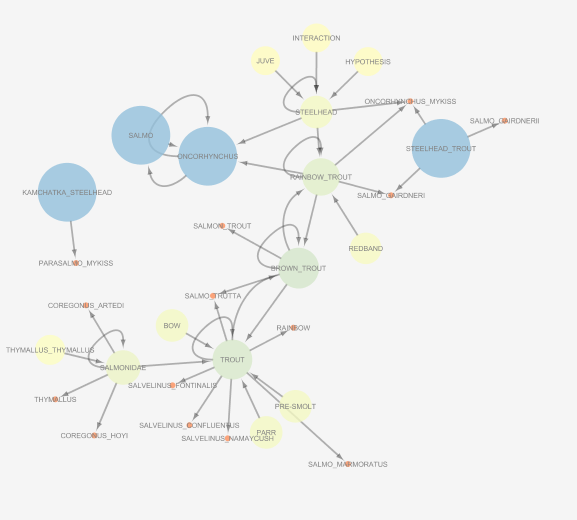 INTERACTION
JUVE
HYPOTHESIS
ONCORHYNCHUS_MYKISS
STEELHEAD
SALMO_GAIRDNERII
SALMO
STEELHEAD_TROUT
ONCORHYNCHUS
RAINBOW_TROUT
KAMCHATKA_STEELHEAD
SALMO_GAIRDNERI
SALMON_TROUT
REDBAND
PARASALMO_MYKISS
BROWN_TROUT
SALMO_TRUTTA
COREGONUS_ARTEDI
BOW
RAINBOW
THYMALLUS_THYMALLUS
TROUT
SALMONIDAE
SALVELINUS_FONTINALIS
THYMALLUS
PRE-SMOLT
SALVELINUS_CONFLUENTUS
PARR
COREGONUS_HOYI
SALVELINUS_NAMAYCUSH
SALMO_MARMORATUS